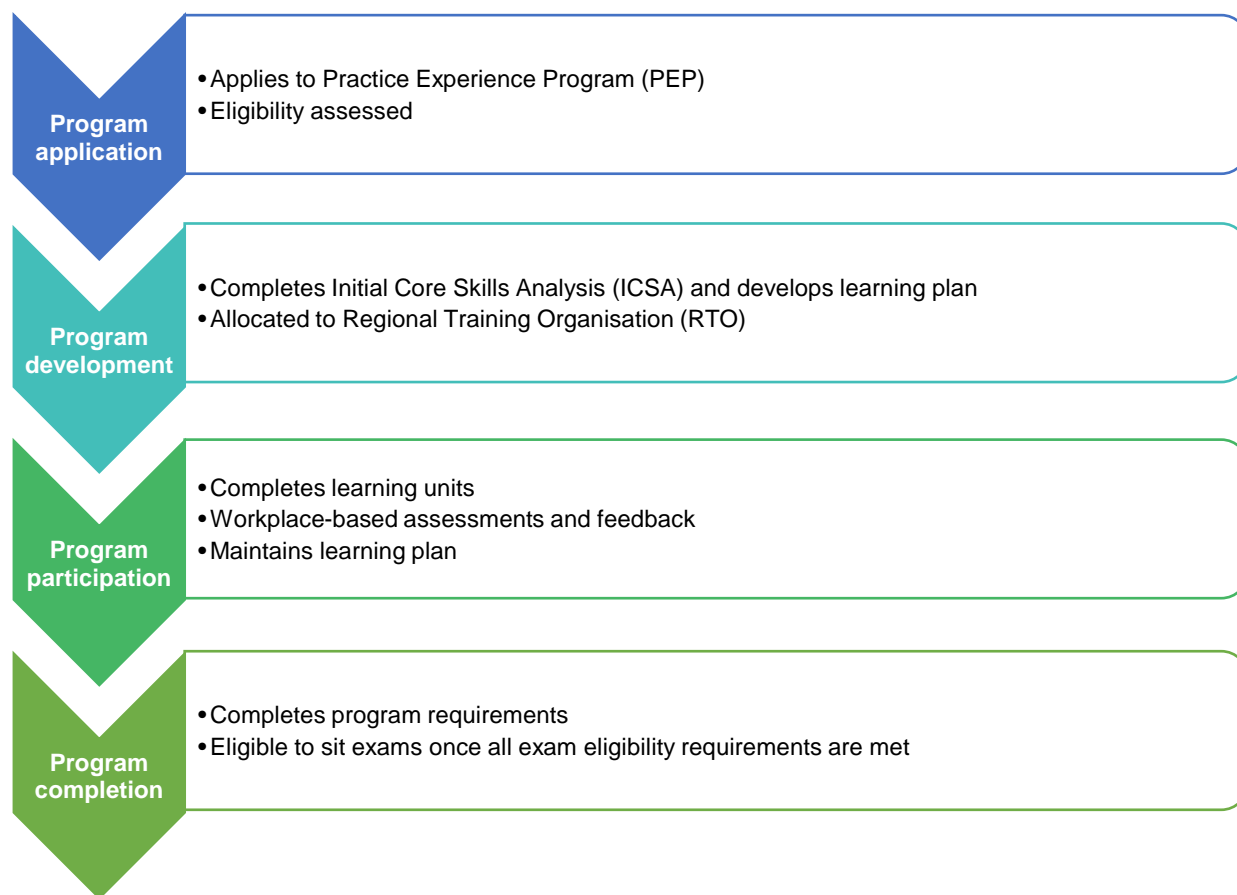 Program
application
•Applies to Practice Experience Program (PEP)
•Eligibility assessed
Program
development
•Completes Initial Core Skills Analysis (ICSA) and develops learning plan
•Allocated to Regional Training Organisation (RTO)
Program
participation
•Completes learning units
•Workplace-based assessments and feedback
•Maintains learning plan
Program
completion
•Completes program requirements
•Eligible to sit exams once all exam eligibility requirements are met